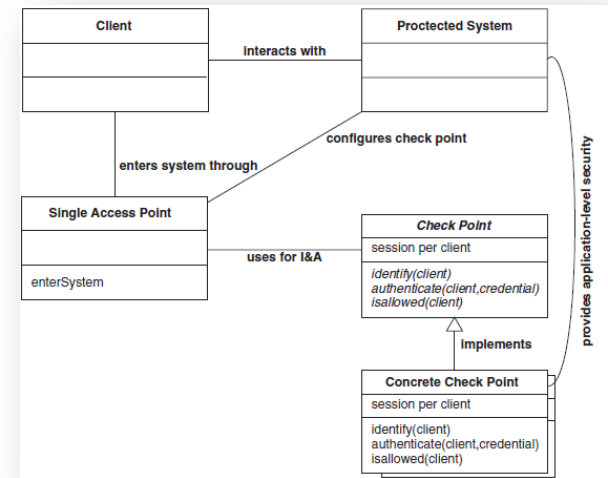 Client
Proctected System
interacts with
configures check point
enters system through
provides application-level security
Single Access Point
enterSystem
uses for I&A
Check Point
session per client
identify(client)
authenticate(client,credential)
isallowed(client)
implements
Concrete Check Point
session per client
identify(client)
authenticate(client,credential)
isallowed(client)